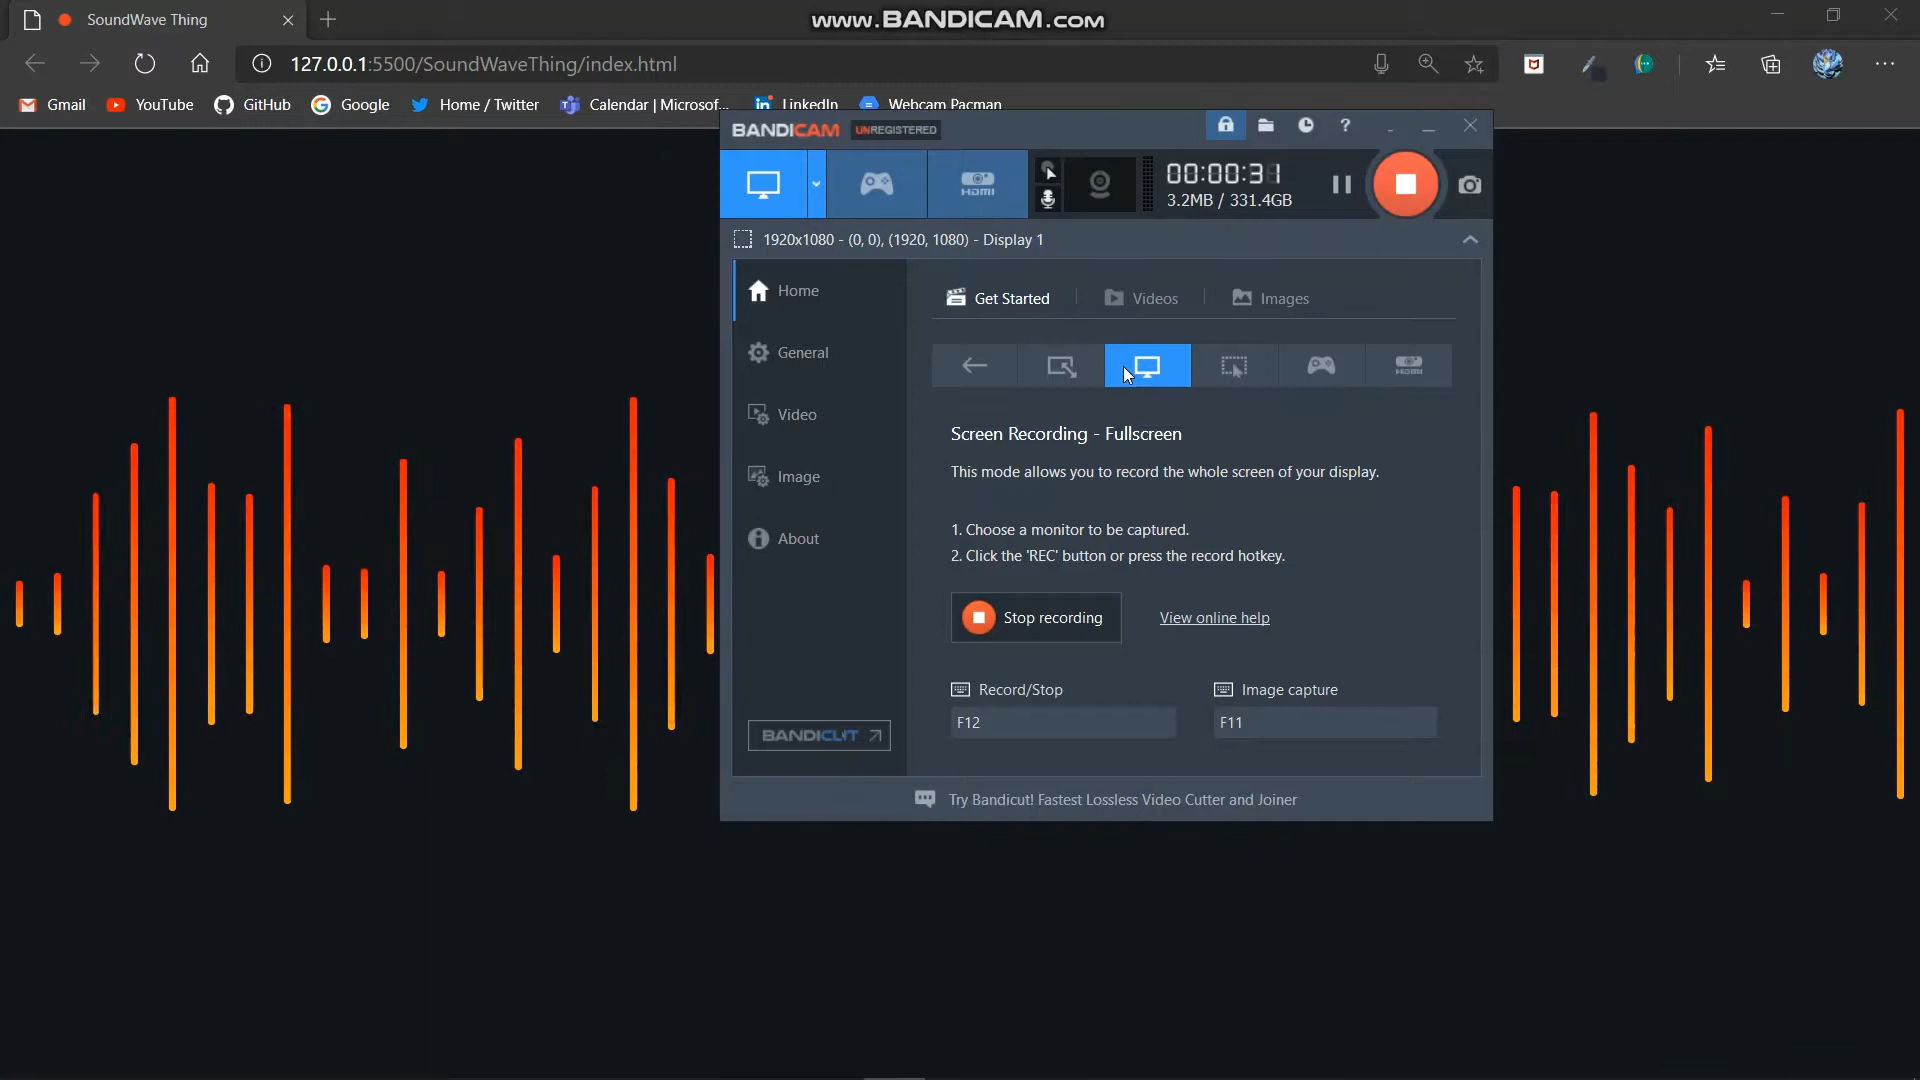 SoundWave Thing
www.BANDICAM.com
127.0.0.1:5500/SoundWaveThing/index.html
Gmail YouTube GitHub Google Home / Twitter Calendar | Microsof... LinkedIn Webcam Pacman
BANDICAM UNREGISTERED
?
HDMI
00:00:31
3.2MB / 331.4GB
1920x1080 - (0, 0), (1920, 1080) - Display 1
Home
General
Video
Image
About
BANDICUT
Get Started Videos Images
HDMI
Screen Recording - Fullscreen
This mode allows you to record the whole screen of your display.
1. Choose a monitor to be captured.
2. Click the 'REC' button or press the record hotkey.
Stop recording View online help
Record/Stop Image capture
F12 F11
Try Bandicut! Fastest Lossless Video Cutter and Joiner